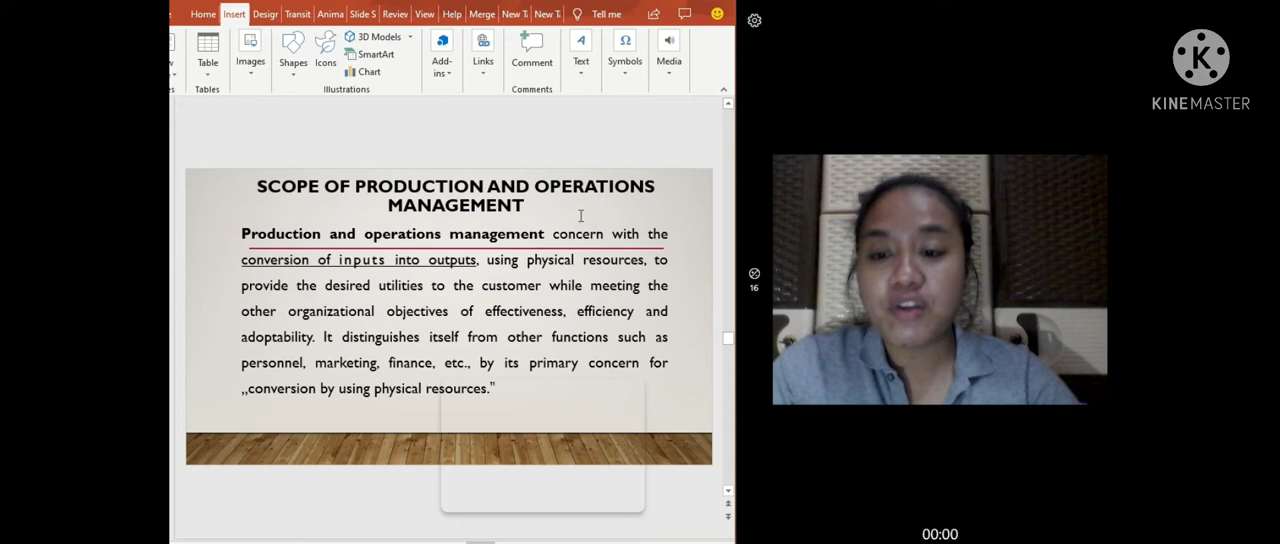 Home Insert Desigr Transit Anima Slide S Reviev View Help Merge New Ta New Ta Tell me
Table
Images
Shapes
Icons
3D Models
SmartArt
Chart
Add-
ins
Links
Comment
Text
Symbols
Media
Tables
Illustrations
Comments
K
KINEMASTER
SCOPE OF PRODUCTION AND OPERATIONS
MANAGEMENT
Production and operations management concern with the
conversion of inputs into outputs, using physical resources, to
provide the desired utilities to the customer while meeting the
other organizational objectives of effectiveness, efficiency and
adoptability. It distinguishes itself from other functions such as
personnel, marketing, finance, etc., by its primary concern for
„conversion by using physical resources."
16
00:00